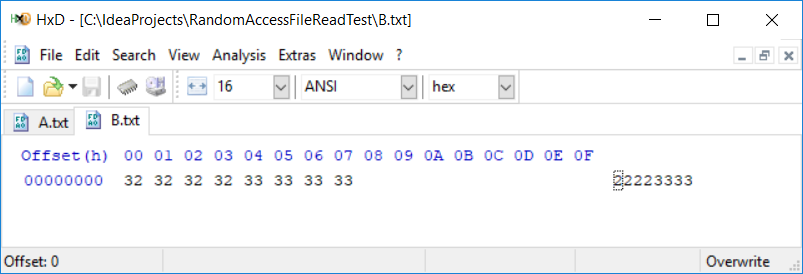 HxD - [C:\IdeaProjects\RandomAccessFileReadTest\B.txt]
File Edit Search View Analysis Extras Window ?
16 ANSI hex
A.txt B.txt
Offset(h) 00 01 02 03 04 05 06 07 08 09 0A 0B 0C 0D 0E 0F
00000000 32 32 32 32 33 33 33 33 22223333
Offset: 0 Overwrite